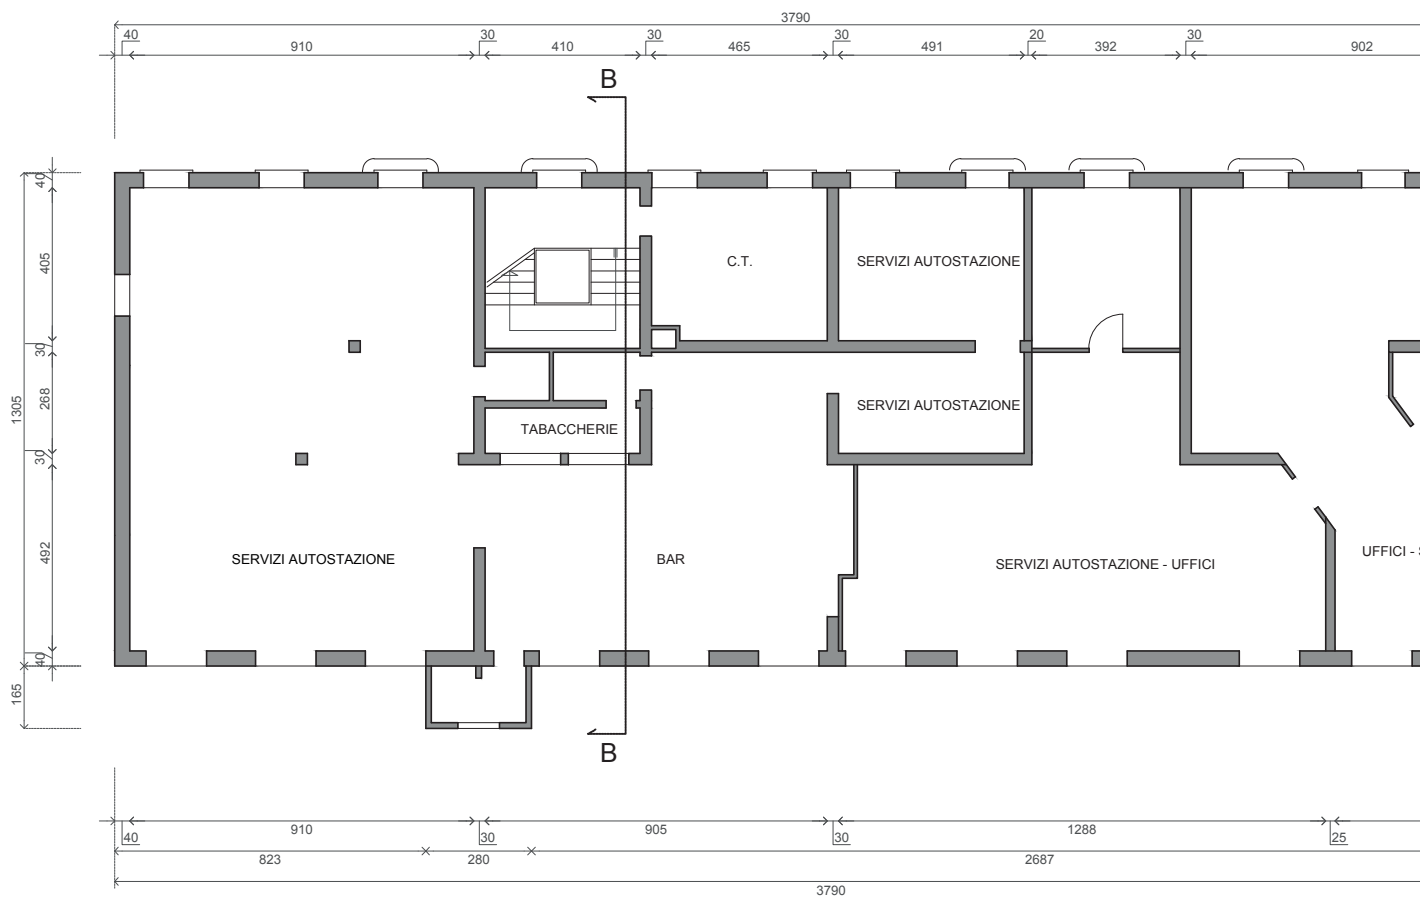 3790
40 30 30 30 20 30
910 410 465 491 392 902
B
40
405
30
268
1305
30
492
40
165
C.T.
SERVIZI AUTOSTAZIONE
SERVIZI AUTOSTAZIONE
TABACCHERIE
SERVIZI AUTOSTAZIONE
BAR
SERVIZI AUTOSTAZIONE - UFFICI
UFFICI -
B
910 905 1288
40 30 30 25
823 280 2687
3790